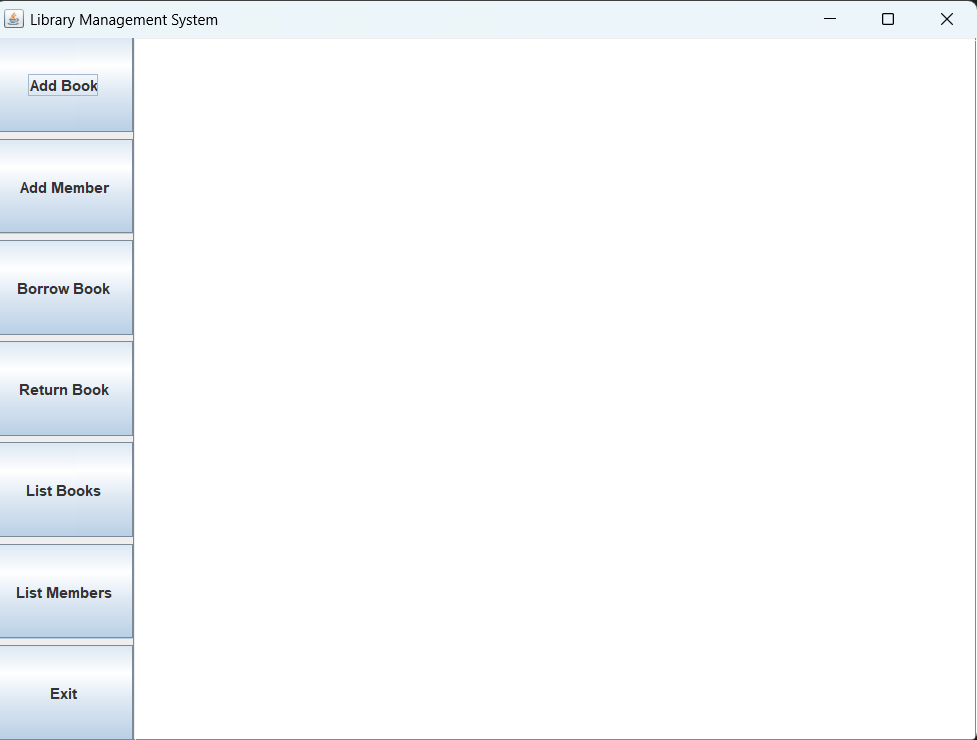 Library Management System
Add Book
Add Member
Borrow Book
Return Book
List Books
List Members
Exit